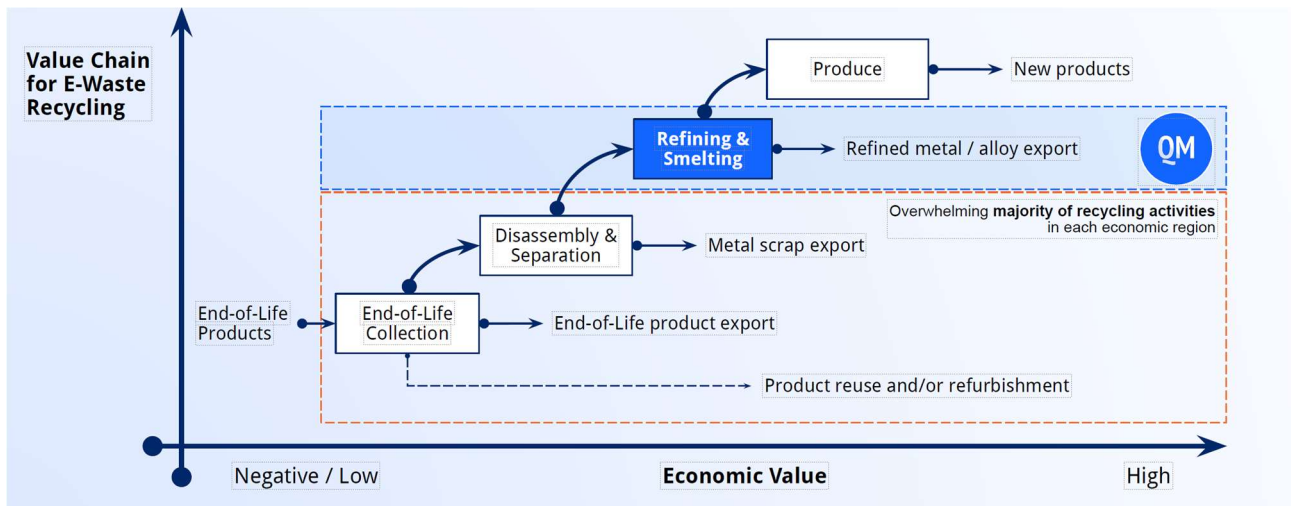 Value Chain
for E-Waste
Recycling
Produce
New products
Refining &
Smelting
Refined metal / alloy export
QM
Overwhelming majority of recycling activities
in each economic region
Disassembly &
Separation
Metal scrap export
End-of-Life
Products
End-of-Life
Collection
End-of-Life product export
Product reuse and/or refurbishment
Negative / Low
Economic Value
High